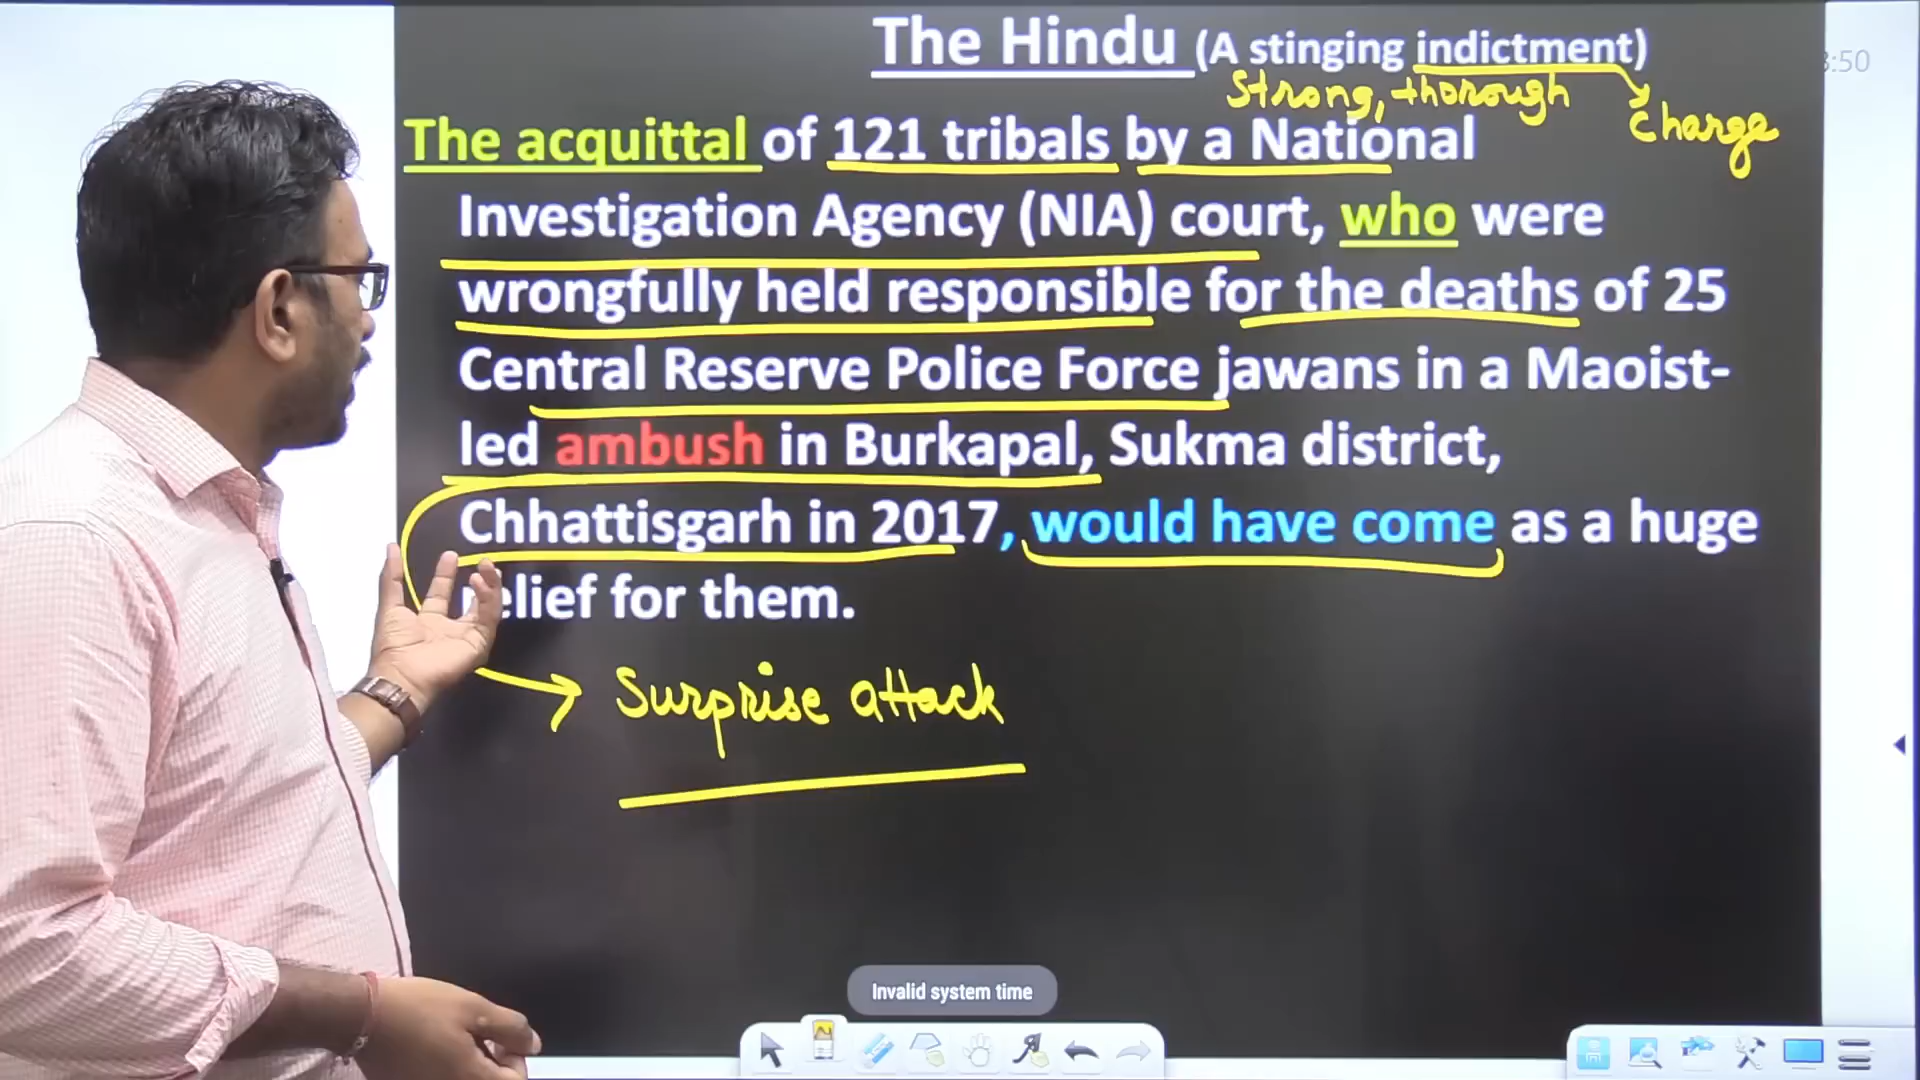 The Hindu (A stinging indictment)
:50
Strong, thorough
charge
The acquittal of 121 tribals by a National
Investigation Agency (NIA) court, who were
wrongfully held responsible for the deaths of 25
Central Reserve Police Force jawans in a Maoist-
led ambush in Burkapal, Sukma district,
Chhattisgarh in 2017, would have come as a huge
relief for them.
Surprise attack
Invalid system time